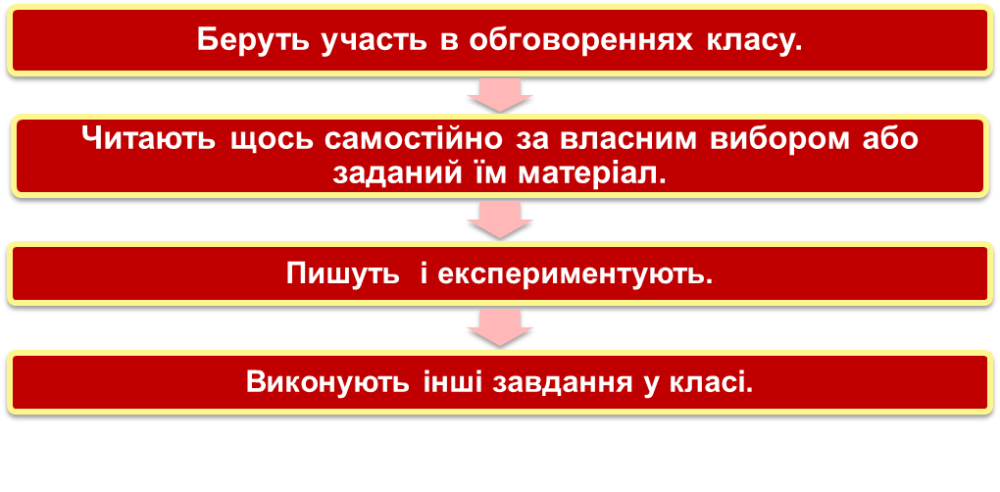 Беруть участь в обговореннях класу.
Читають щось самостійно за власним вибором або
заданий їм матеріал.
Пишуть і експериментують.
Виконують інші завдання у класі.